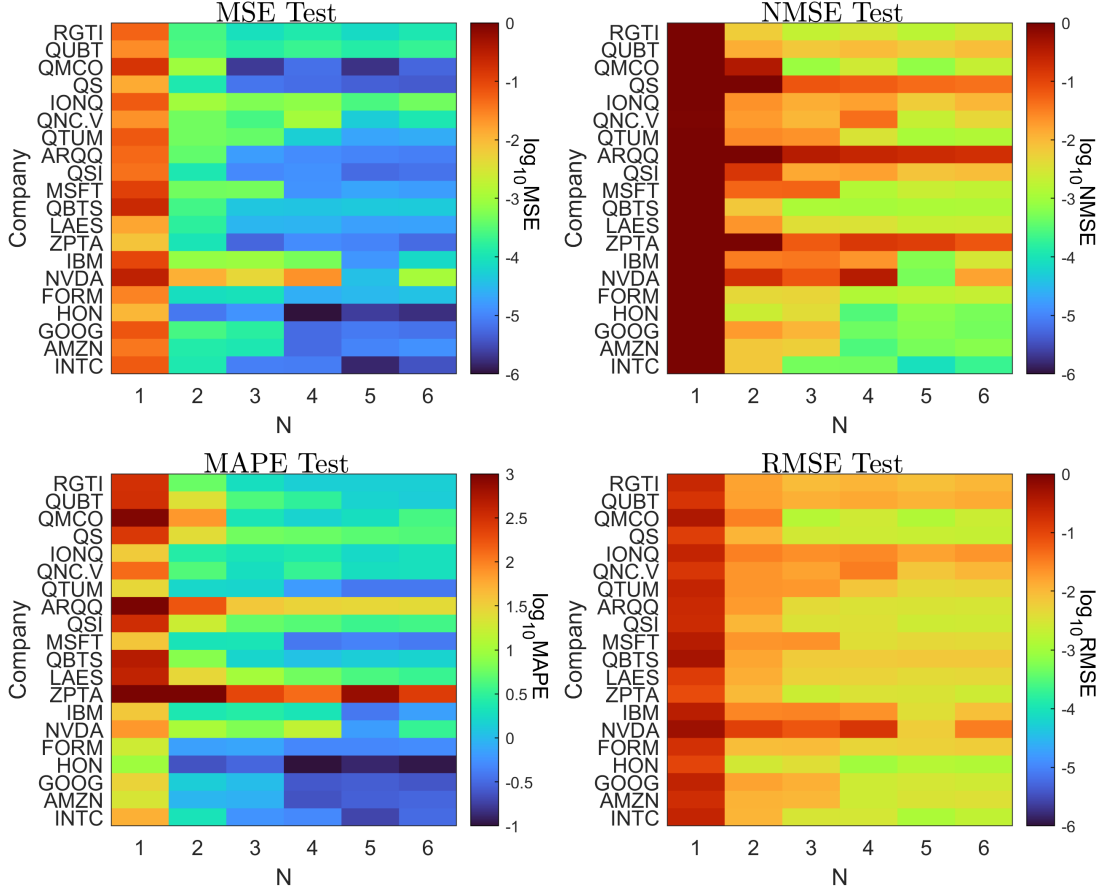 MSE Test
RGTI
QUBT
QMCO
QS
IONQ
QNC.V
QTUM
ARQQ
QSI
MSFT
QBTS
LAES
ZPTA
IBM
NVDA
FORM
HON
GOOG
AMZN
INTC
Company
1 2 3 4 5 6
N
0
-1
-2
-3
-4
-5
-6
log10MSE
NMSE Test
RGTI
QUBT
QMCO
QS
IONQ
QNC.V
QTUM
ARQQ
QSI
MSFT
QBTS
LAES
ZPTA
IBM
NVDA
FORM
HON
GOOG
AMZN
INTC
Company
1 2 3 4 5 6
N
0
-1
-2
-3
-4
-5
-6
log10NMSE
MAPE Test
RGTI
QUBT
QMCO
QS
IONQ
QNC.V
QTUM
ARQQ
QSI
MSFT
QBTS
LAES
ZPTA
IBM
NVDA
FORM
HON
GOOG
AMZN
INTC
Company
1 2 3 4 5 6
N
3
2.5
2
1.5
1
0.5
0
-0.5
-1
log10MAPE
RMSE Test
RGTI
QUBT
QMCO
QS
IONQ
QNC.V
QTUM
ARQQ
QSI
MSFT
QBTS
LAES
ZPTA
IBM
NVDA
FORM
HON
GOOG
AMZN
INTC
Company
1 2 3 4 5 6
N
0
-1
-2
-3
-4
-5
-6
log10RMSE